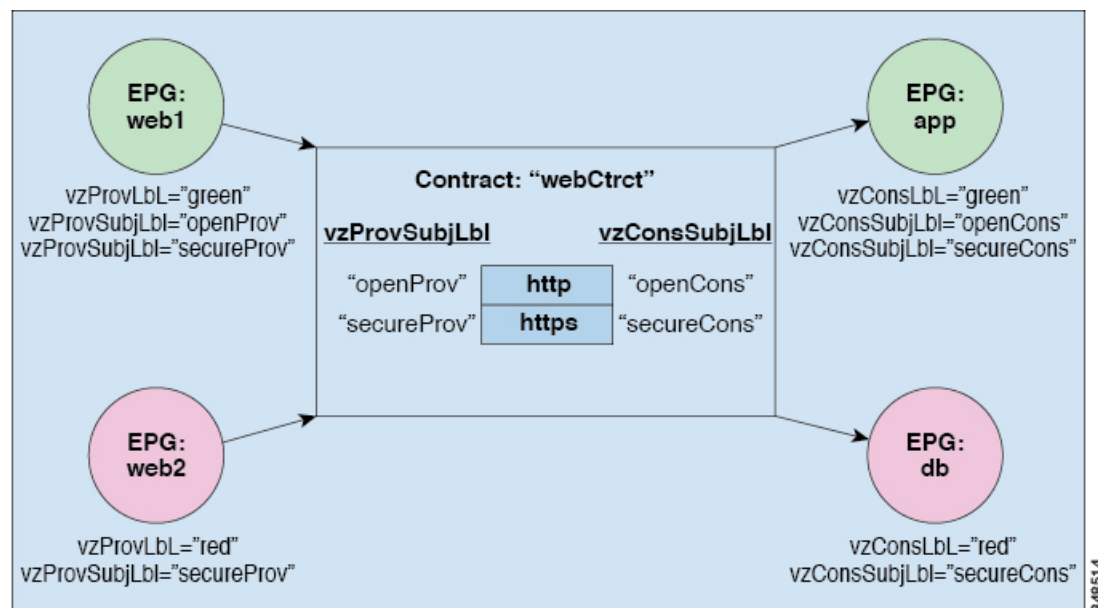 EPG:
web1
vzProvLbL="green"
vzProvSubjLbl="openProv"
vzProvSubjLbl="secureProv"
EPG:
app
vzConsLbL="green"
vzConsSubjLbl="openCons"
vzConsSubjLbl="secureCons"
Contract: “webCtrct”
vzProvSubjLbl vzConsSubjLbl
“openProv” http “openCons”
“secureProv” https “secureCons”
EPG:
web2
vzProvLbL="red"
vzProvSubjLbl="secureProv"
EPG:
db
vzConsLbL="red"
vzConsSubjLbl="secureCons"
348514